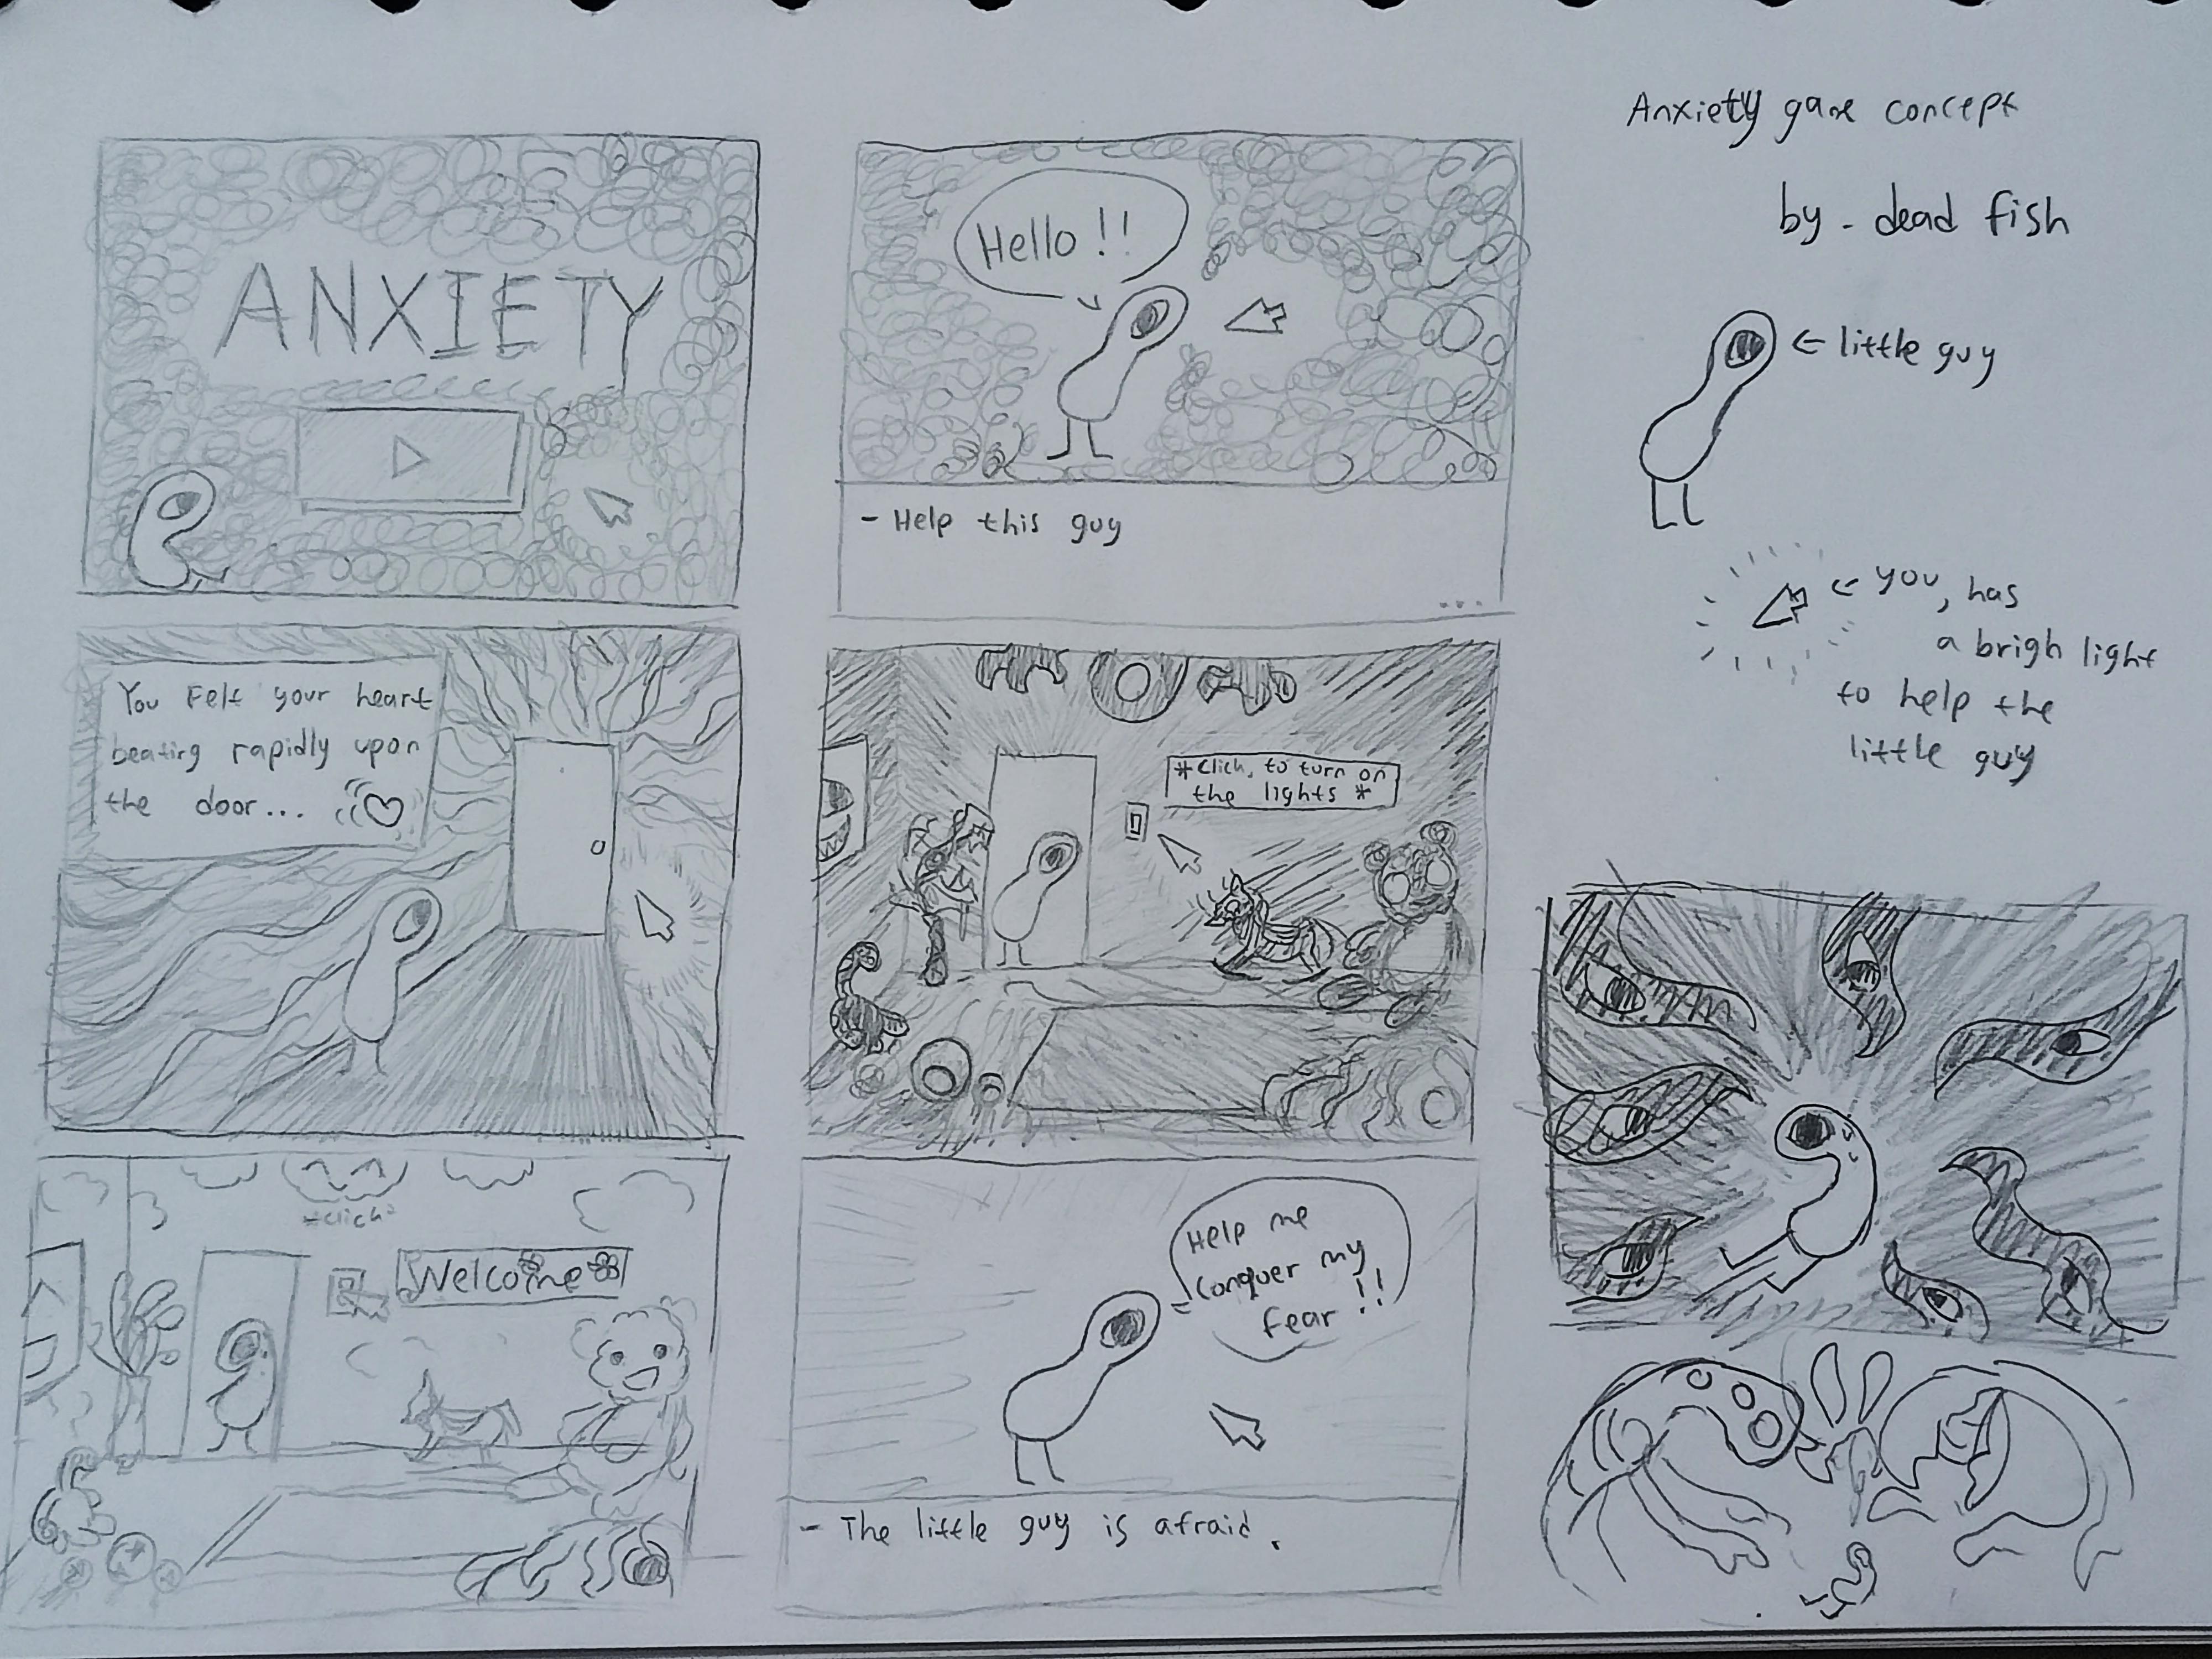 Anxiety game concept
by - dead fish
ANXIETY
Hello !!
- Help this guy
...
← little guy
← you, has
a brigh light
to help the
little guy
You Felt your heart
beating rapidly upon
the door...
*Click, to turn on
the lights *
*click*
Welcome
Help me
Conquer my
Fear !!
- The little guy is afraid.